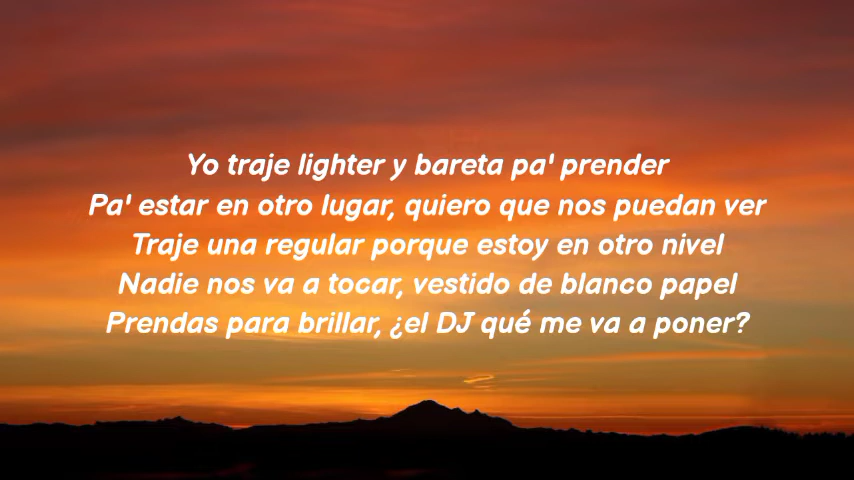 Yo traje lighter y bareta pa' prender
Pa' estar en otro lugar, quiero que nos puedan ver
Traje una regular porque estoy en otro nivel
Nadie nos va a tocar, vestido de blanco papel
Prendas para brillar, ¿el DJ qué me va a poner?